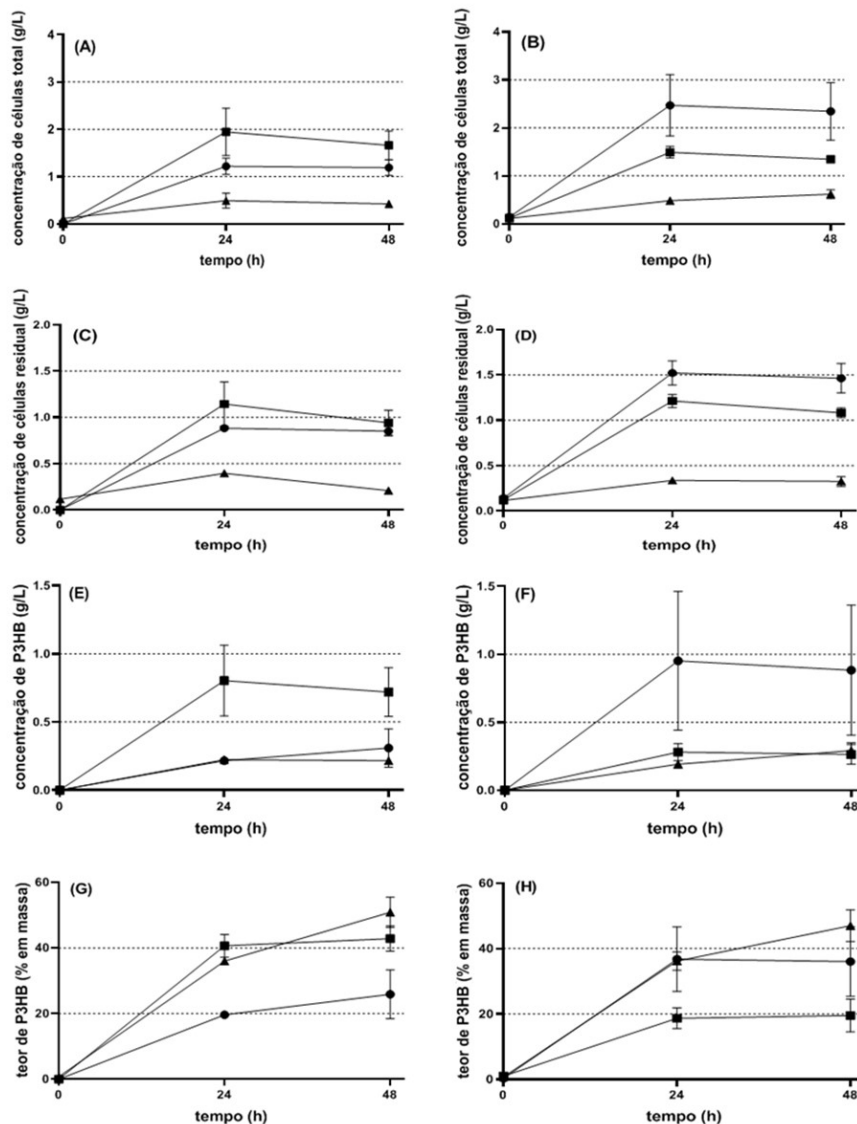 (A)
concentração de células total (g/L)
4
3
2
1
0
0
24
48
tempo (h)
(B)
concentração de células total (g/L)
4
3
2
1
0
0
24
48
tempo (h)
(C)
concentração de células residual (g/L)
2.0
1.5
1.0
0.5
0.0
0
24
48
tempo (h)
(D)
concentração de células residual (g/L)
2.0
1.5
1.0
0.5
0.0
0
24
48
tempo (h)
(E)
concentração de P3HB (g/L)
1.5
1.0
0.5
0.0
0
24
48
tempo (h)
(F)
concentração de P3HB (g/L)
1.5
1.0
0.5
0.0
0
24
48
tempo (h)
(G)
teor de P3HB (% em massa)
60
40
20
0
0
24
48
tempo (h)
(H)
teor de P3HB (% em massa)
60
40
20
0
0
24
48
tempo (h)